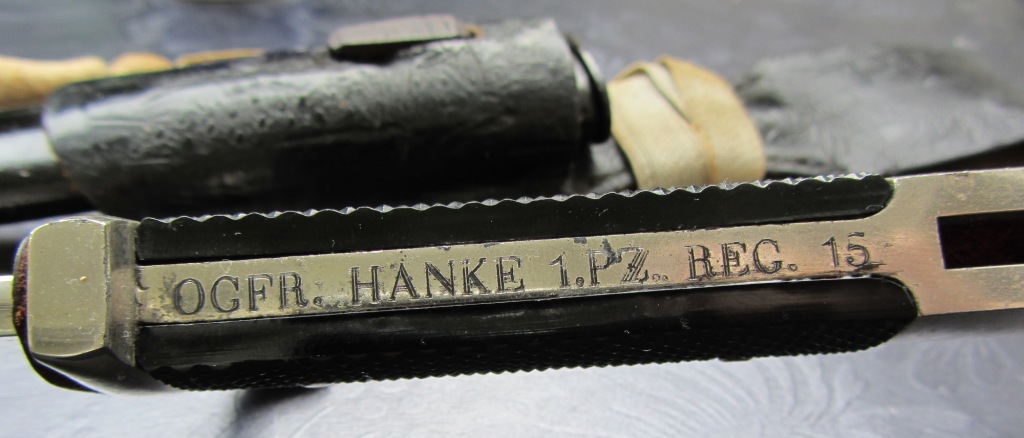 OGFR. HANKE 1.PZ. REG. 15